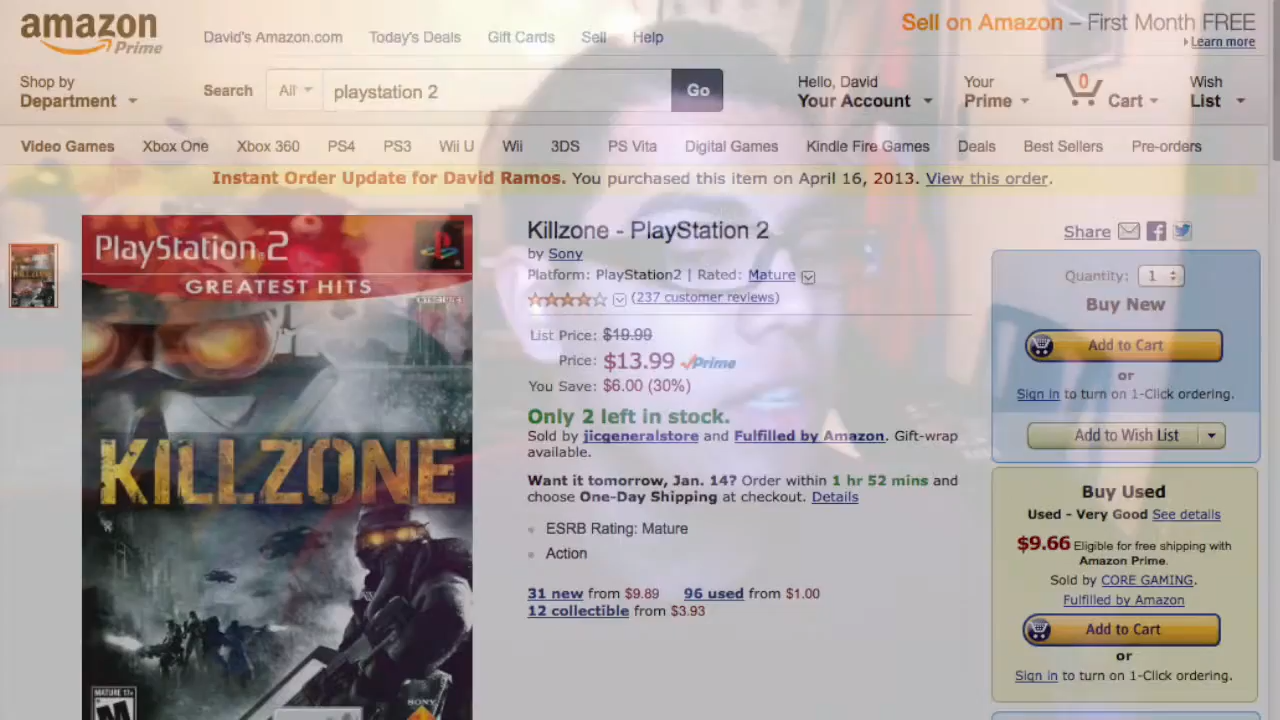 amazon
Prime
David's Amazon.com Today's Deals Gift Cards Sell Help
Sell on Amazon – First Month FREE
Learn more
Shop by
Department
Search All playstation 2 Go
Hello, David
Your Account
Your
Prime
0
Cart
Wish
List
Video Games Xbox One Xbox 360 PS4 PS3 Wii U Wii 3DS PS Vita Digital Games Kindle Fire Games Deals Best Sellers Pre-orders
Instant Order Update for David Ramos. You purchased this item on April 16, 2013. View this order.
PlayStation.2
GREATEST HITS
KILLZONE
MATURE 17+
M
SONY
Killzone - PlayStation 2
by Sony
Platform: PlayStation2 | Rated: Mature
(237 customer reviews)
List Price: $19.99
Price: $13.99 Prime
You Save: $6.00 (30%)
Only 2 left in stock.
Sold by jicgeneralstore and Fulfilled by Amazon. Gift-wrap
available.
Want it tomorrow, Jan. 14? Order within 1 hr 52 mins and
choose One-Day Shipping at checkout. Details
ESRB Rating: Mature
Action
31 new from $9.89 96 used from $1.00
12 collectible from $3.93
Share
Quantity: 1
Buy New
Add to Cart
or
Sign in to turn on 1-Click ordering.
Add to Wish List
Buy Used
Used - Very Good See details
$9.66 Eligible for free shipping with
Amazon Prime.
Sold by CORE GAMING.
Fulfilled by Amazon
Add to Cart
or
Sign in to turn on 1-Click ordering.